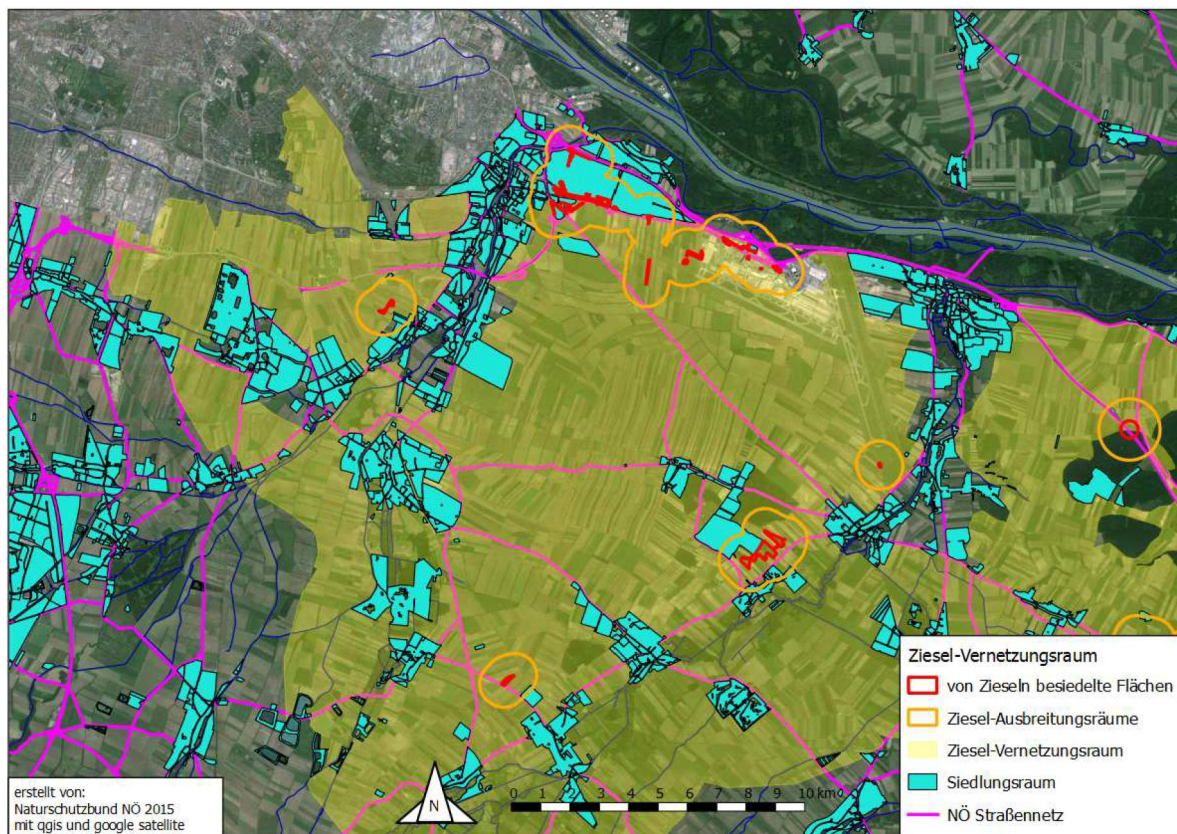 Ziesel-Vernetzungsraum
von Zieseln besiedelte Flächen
Ziesel-Ausbreitungsräume
Ziesel-Vernetzungsraum
Siedlungsraum
NÖ Straßennetz
erstellt von:
Naturschutzbund NÖ 2015
mit qgis und google satellite
N
0 1 2 3 4 5 6 7 8 9 10 km